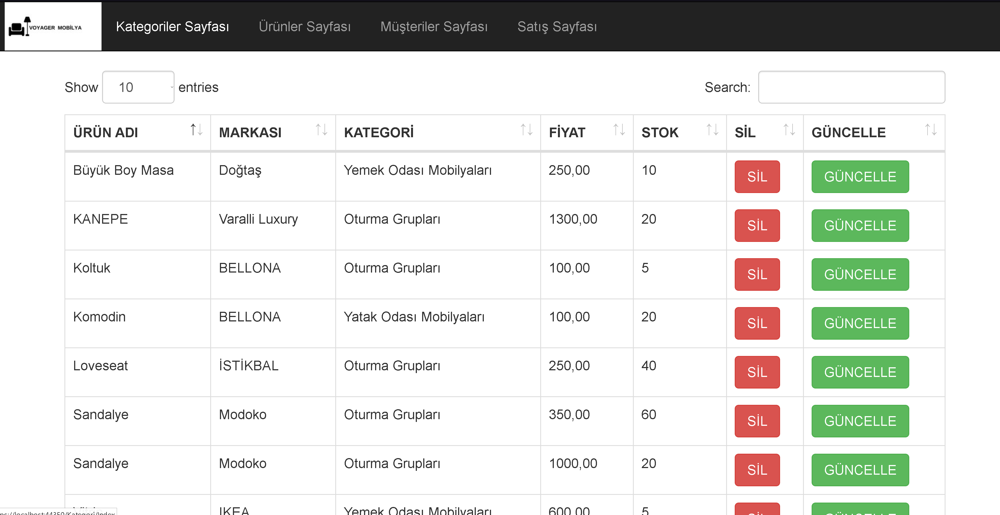 VOYAGER MOBİLYA Kategoriler Sayfası Ürünler Sayfası Müşteriler Sayfası Satış Sayfası
Show 10 entries Search:
ÜRÜN ADI MARKASI KATEGORİ FİYAT STOK SİL GÜNCELLE
Büyük Boy Masa Doğtaş Yemek Odası Mobilyaları 250,00 10 SİL GÜNCELLE
KANEPE Varalli Luxury Oturma Grupları 1300,00 20 SİL GÜNCELLE
Koltuk BELLONA Oturma Grupları 100,00 5 SİL GÜNCELLE
Komodin BELLONA Yatak Odası Mobilyaları 100,00 20 SİL GÜNCELLE
Loveseat İSTİKBAL Oturma Grupları 250,00 40 SİL GÜNCELLE
Sandalye Modoko Oturma Grupları 350,00 60 SİL GÜNCELLE
Sandalye Modoko Oturma Grupları 1000,00 20 SİL GÜNCELLE
IKEA Yemek Odası Mobilyaları 600,00 5 SİL GÜNCELLE
ps://localhost:44350/Kategori/Index